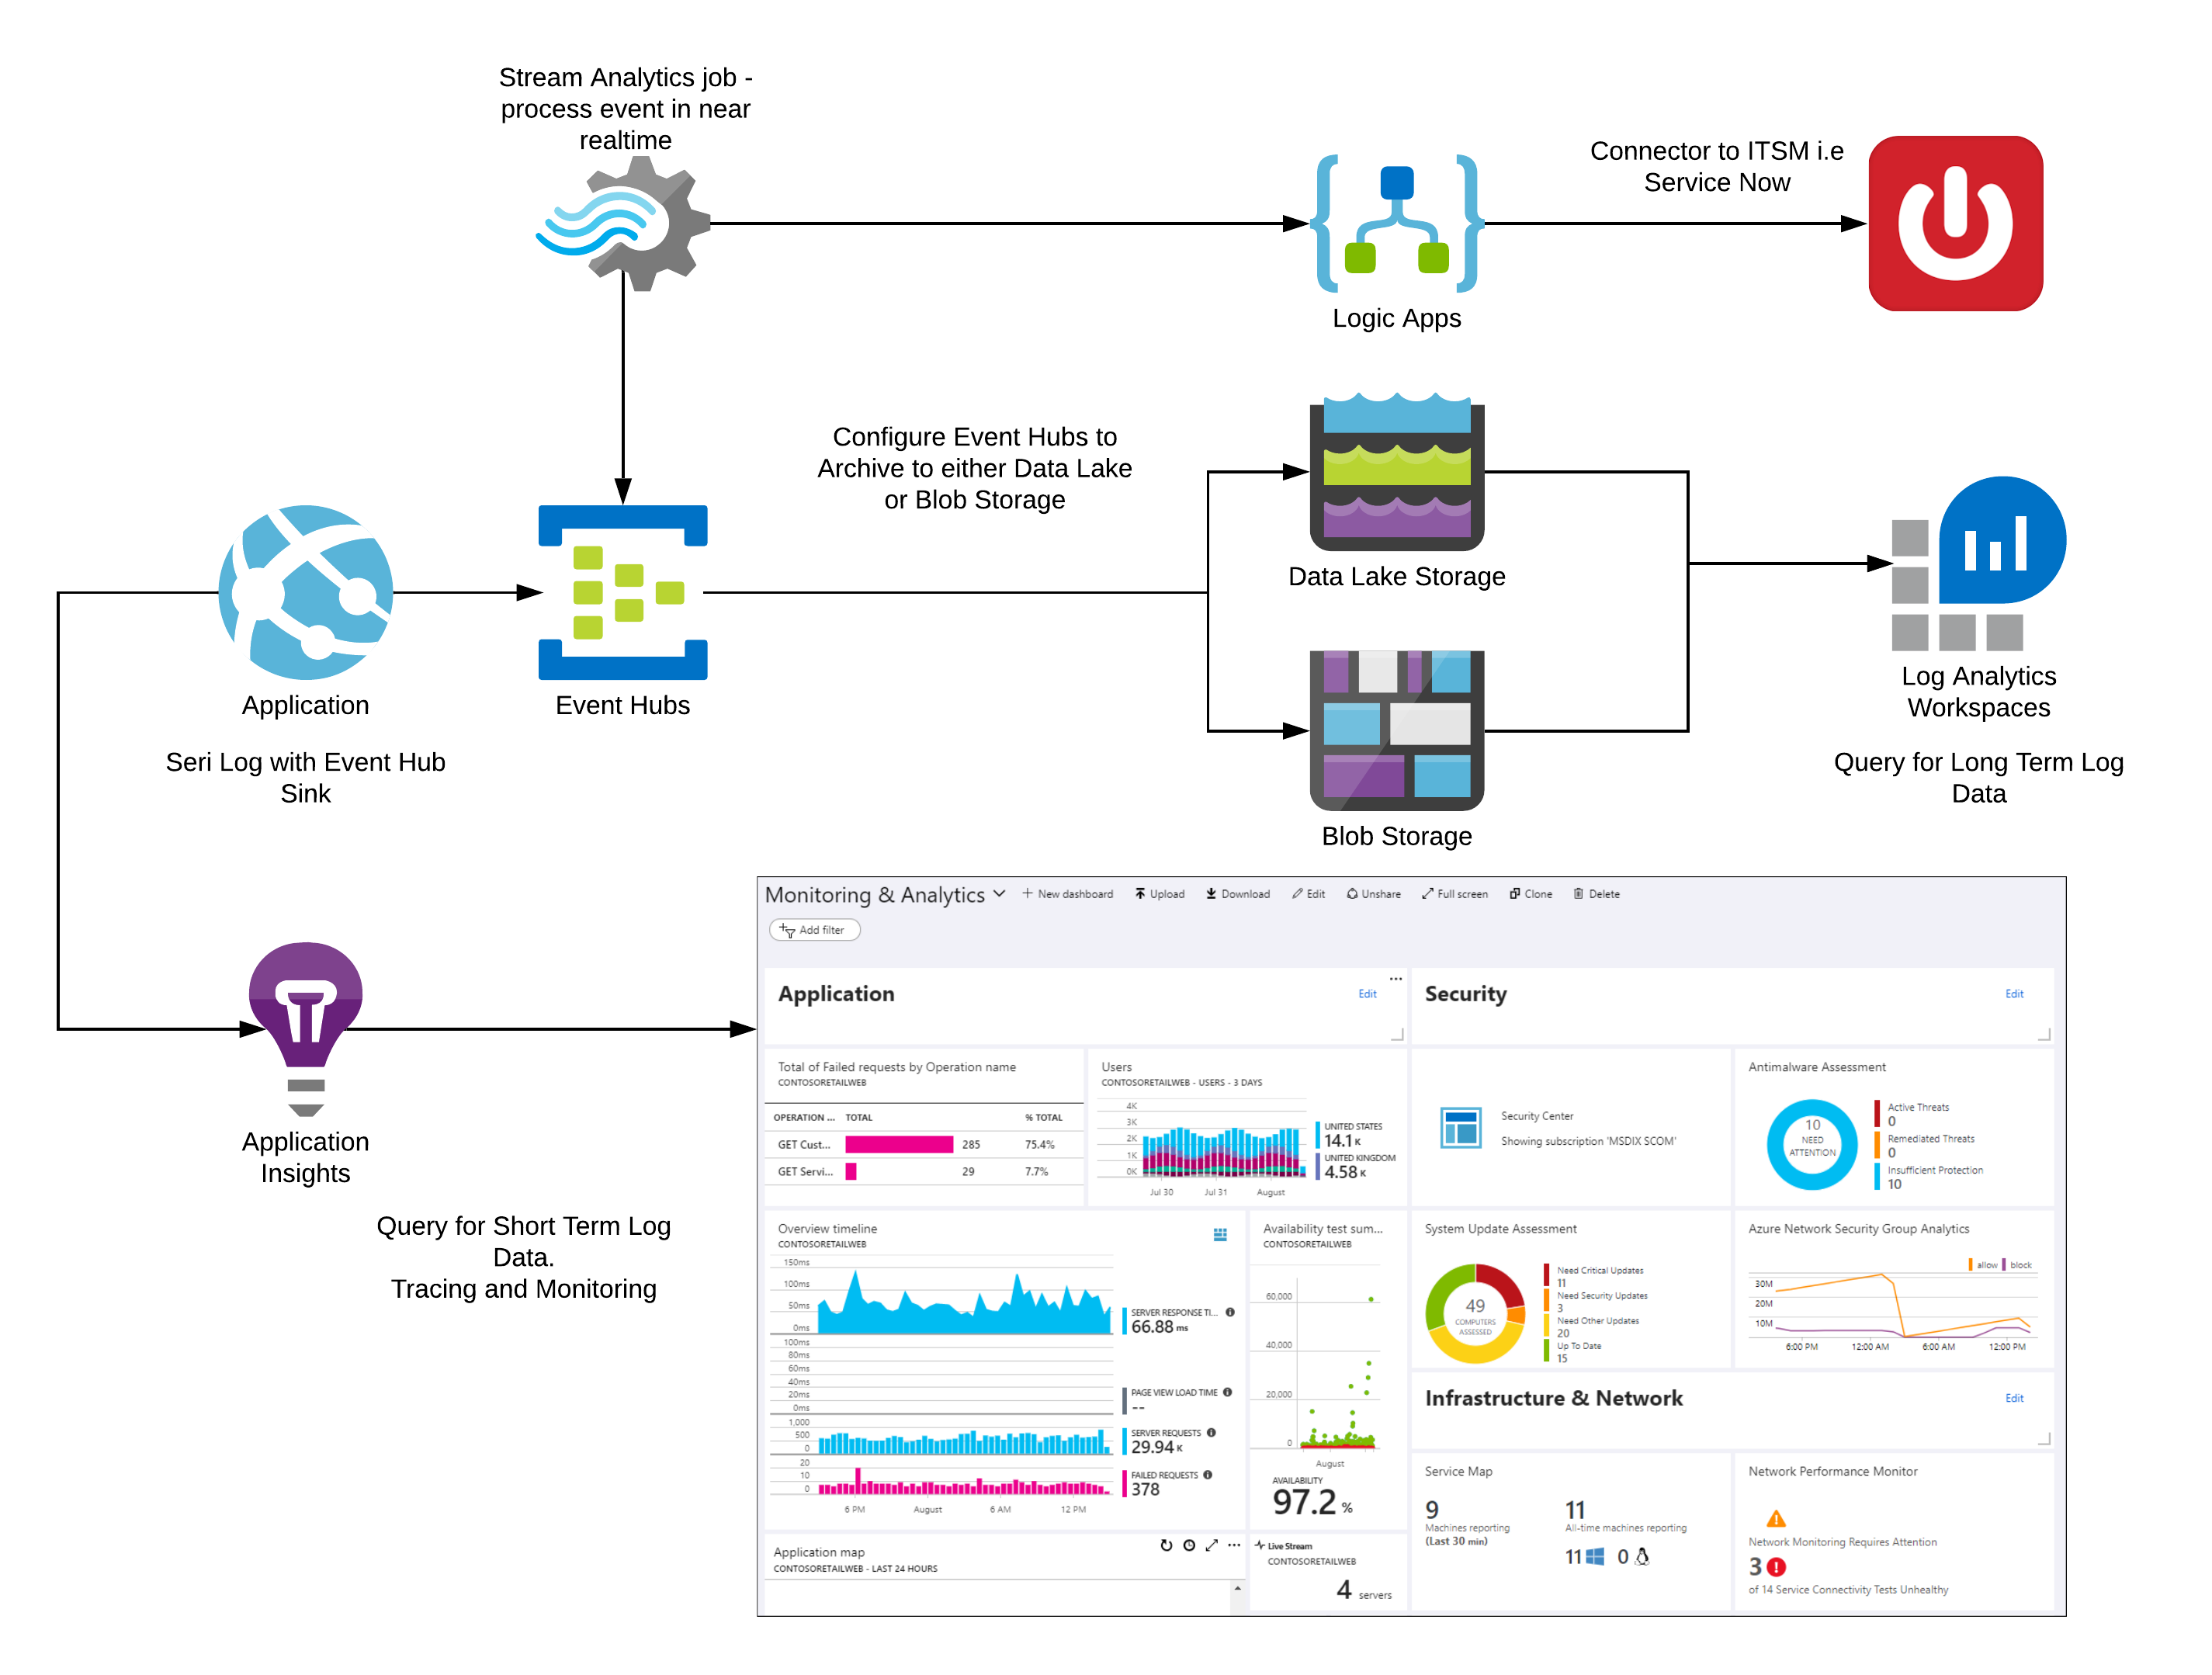 Stream Analytics job -
process event in near
realtime
Connector to ITSM i.e
Service Now
Logic Apps
Configure Event Hubs to
Archive to either Data Lake
or Blob Storage
Data Lake Storage
Application
Event Hubs
Log Analytics
Workspaces
Seri Log with Event Hub
Sink
Query for Long Term Log
Data
Blob Storage
Application
Insights
Query for Short Term Log
Data.
Tracing and Monitoring
Monitoring & Analytics
New dashboard
Upload
Download
Edit
Unshare
Full screen
Clone
Delete
Add filter
Application
Edit
Security
Edit
Total of Failed requests by Operation name
CONTOSORETAILWEB
OPERATION ... TOTAL % TOTAL
GET Cust... 285 75.4%
GET Servi... 29 7.7%
Users
CONTOSORETAILWEB - USERS - 3 DAYS
4K
3K
2K
1K
0K
Jul 30 Jul 31 August
UNITED STATES
14.1 K
UNITED KINGDOM
4.58 K
Security Center
Showing subscription 'MSDIX SCOM'
Antimalware Assessment
10
NEED
ATTENTION
Active Threats
0
Remediated Threats
0
Insufficient Protection
10
Overview timeline
CONTOSORETAILWEB
150ms
100ms
50ms
0ms
SERVER RESPONSE TI...
66.88 ms
100ms
80ms
60ms
40ms
20ms
0ms
PAGE VIEW LOAD TIME
--
1,000
500
0
SERVER REQUESTS
29.94 K
20
10
0
FAILED REQUESTS
378
6 PM August 6 AM 12 PM
Availability test sum...
CONTOSORETAILWEB
60,000
40,000
20,000
0
August
AVAILABILITY
97.2 %
System Update Assessment
49
COMPUTERS
ASSESSED
Need Critical Updates
11
Need Security Updates
3
Need Other Updates
20
Up To Date
15
Azure Network Security Group Analytics
allow block
30M
20M
10M
6:00 PM 12:00 AM 6:00 AM 12:00 PM
Infrastructure & Network
Edit
Service Map
9
Machines reporting
(Last 30 min)
11
All-time machines reporting
11 0
Network Performance Monitor
Network Monitoring Requires Attention
3
of 14 Service Connectivity Tests Unhealthy
Application map
CONTOSORETAILWEB - LAST 24 HOURS
Live Stream
CONTOSORETAILWEB
4 servers